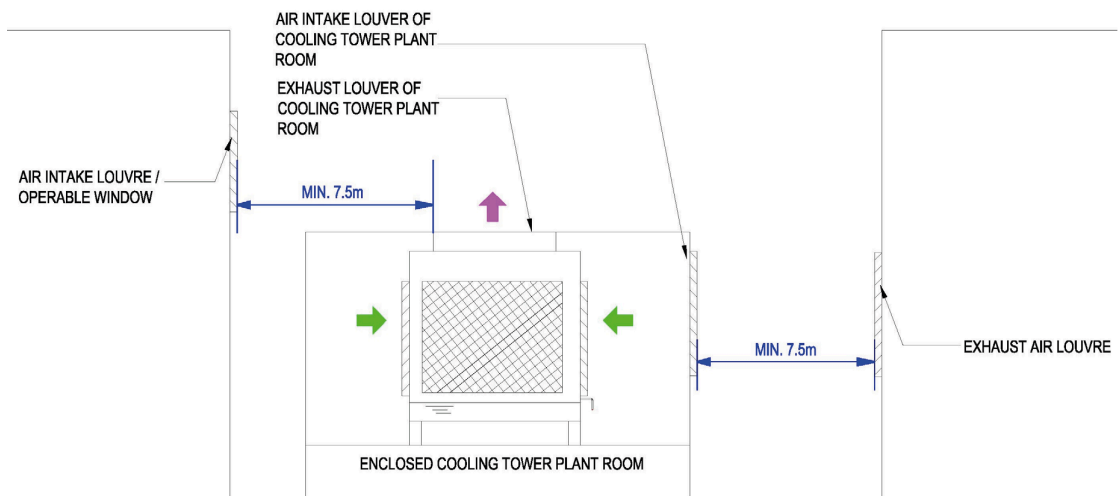 AIR INTAKE LOUVER OF
COOLING TOWER PLANT
ROOM
EXHAUST LOUVER OF
COOLING TOWER PLANT
ROOM
AIR INTAKE LOUVRE /
OPERABLE WINDOW
MIN. 7.5m
MIN. 7.5m
EXHAUST AIR LOUVRE
ENCLOSED COOLING TOWER PLANT ROOM